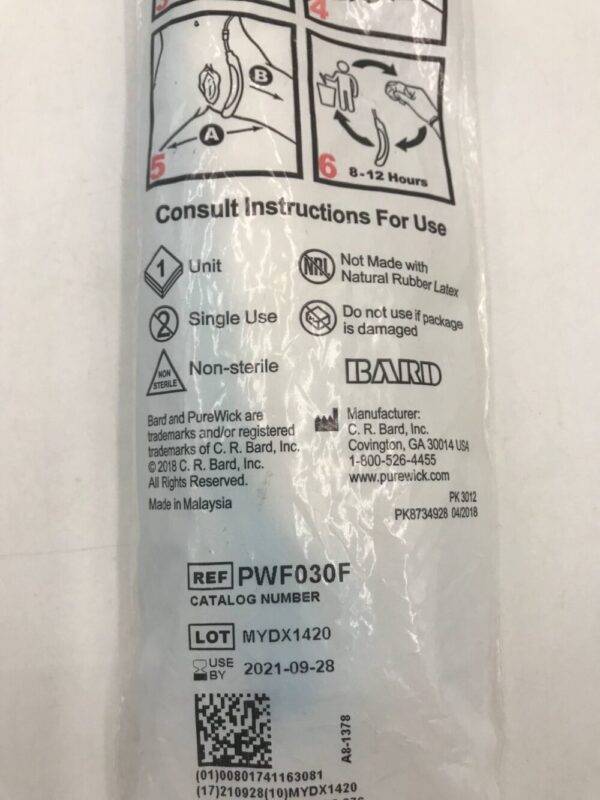 3
4
B
A
5
6
8-12 Hours
Consult Instructions For Use
1 Unit
NRL Not Made with
Natural Rubber Latex
2 Single Use
Do not use if package
is damaged
NON
STERILE
Non-sterile
BARD
Bard and PureWick are
trademarks and/or registered
trademarks of C. R. Bard, Inc.
© 2018 C. R. Bard, Inc.
All Rights Reserved.
Made in Malaysia
Manufacturer:
C. R. Bard, Inc.
Covington, GA 30014 USA
1-800-526-4455
www.purewick.com
PK 3012
PK8734928 04/2018
REF PWF030F
CATALOG NUMBER
LOT MYDX1420
USE
BY 2021-09-28
A8-1378
(01)00801741163081
(17)210928(10)MYDX1420